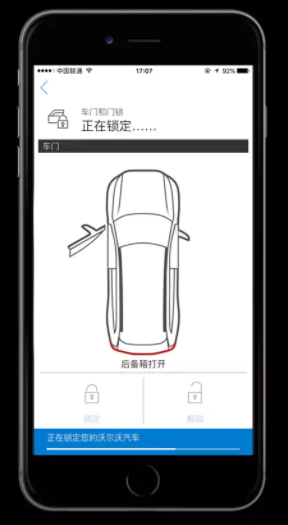 中国联通 17:07 92%
车门和门锁
正在锁定......
车门
后备箱打开
锁定 解锁
正在锁定您的沃尔沃汽车